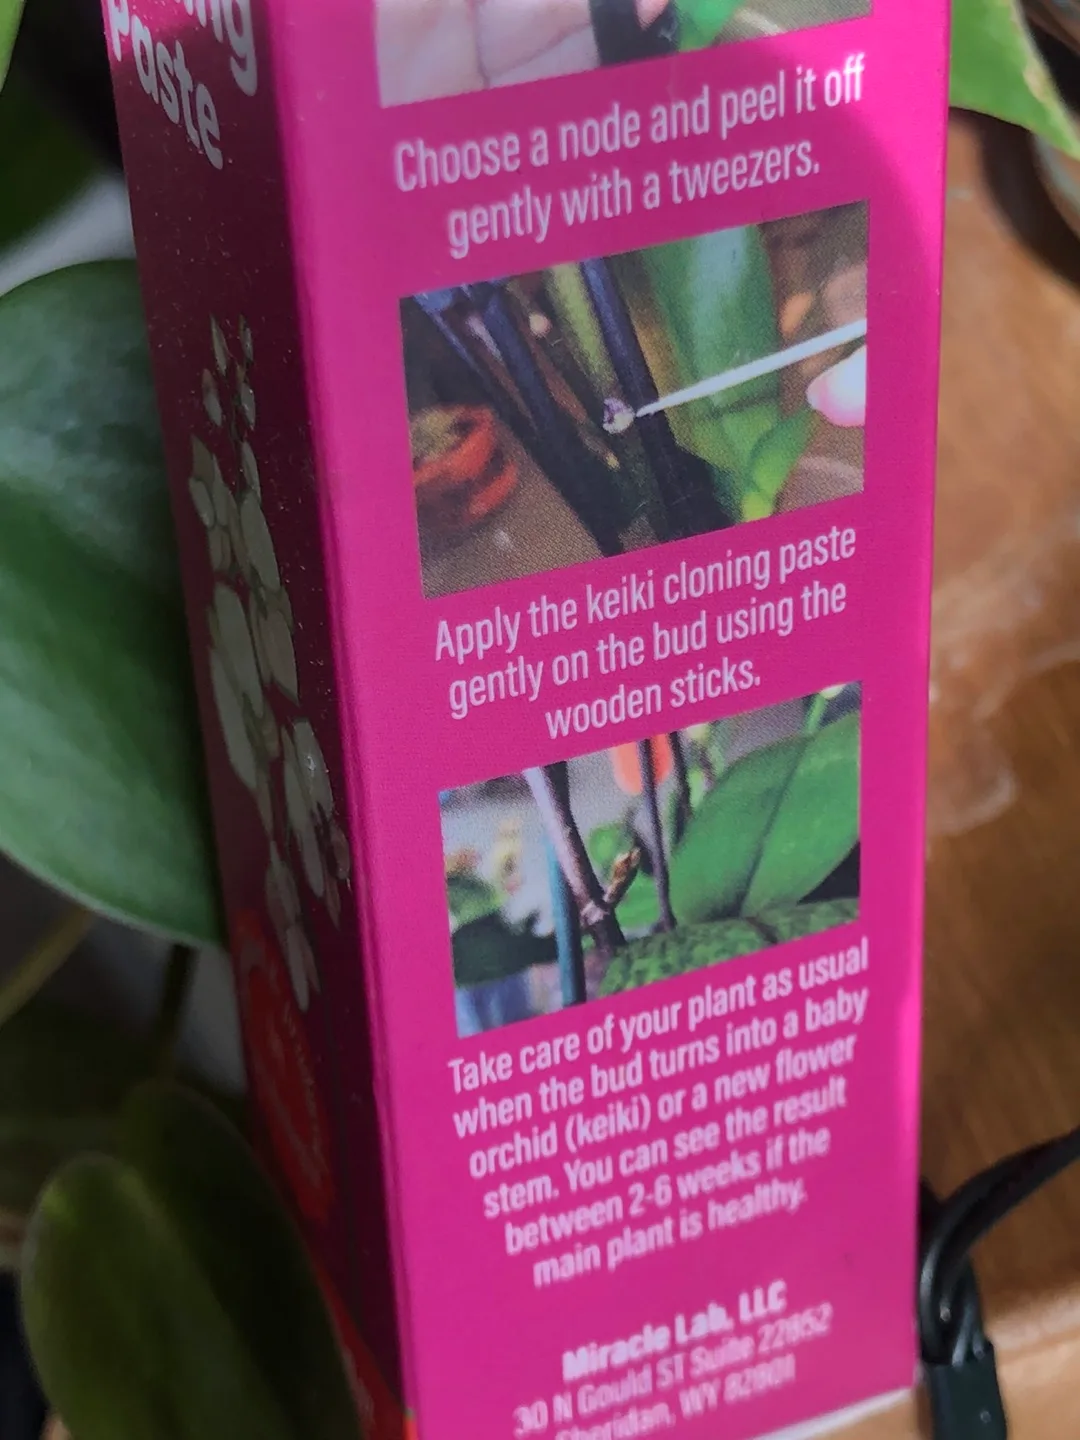 Paste
Choose a node and peel it off
gently with a tweezers.
Apply the keiki cloning paste
gently on the bud using the
wooden sticks.
Take care of your plant as usual
when the bud turns into a baby
orchid (keiki) or a new flower
stem. You can see the result
between 2-6 weeks if the
main plant is healthy.
Miracle Lab, LLC
30 N Gould ST Suite 22852
Sheridan, WY 82801